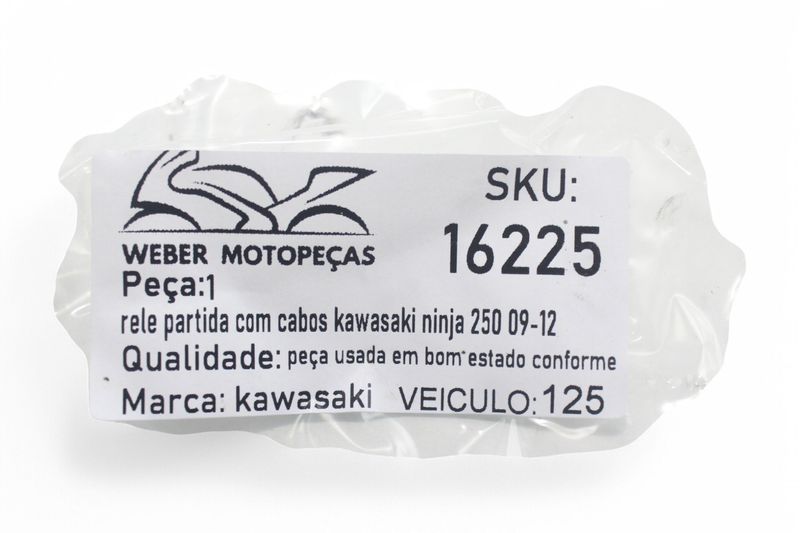 WEBER MOTOPEÇAS
SKU:
16225
Peça:1
rele partida com cabos kawasaki ninja 250 09-12
Qualidade: peça usada em bom estado conforme
Marca: kawasaki VEICULO: 125